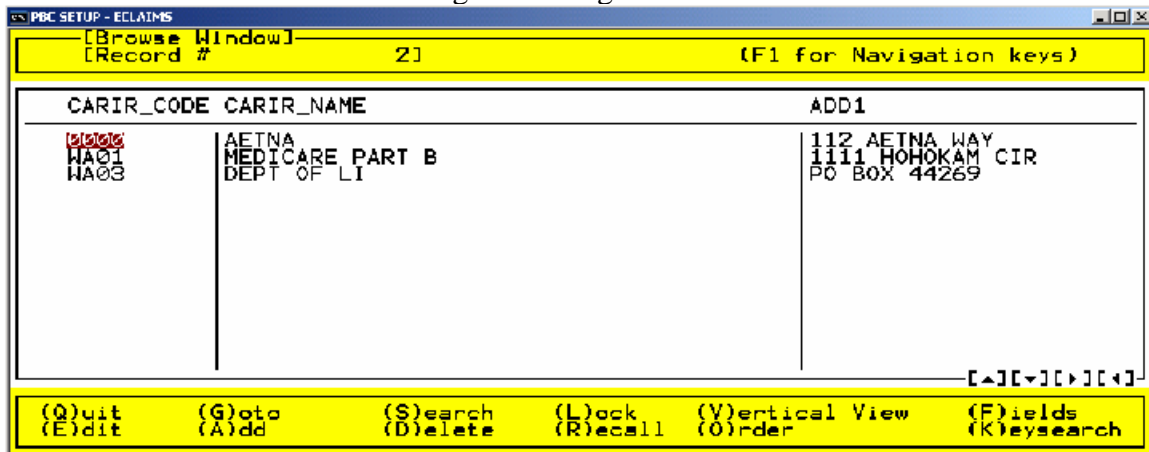 PBC SETUP - ECLAIMS
[Browse WIndow]
[Record # 2] (F1 for Navigation keys)
CARIR_CODE CARIR_NAME ADD1
0000 AETNA 112 AETNA WAY
WA01 MEDICARE PART B 1111 HOHOKAM CIR
WA03 DEPT OF LI PO BOX 44269
[▲][▼][▶][◀]
(Q)uit (G)oto (S)earch (L)ock (V)ertical View (F)ields
(E)dit (A)dd (D)elete (R)ecall (O)rder (K)eysearch